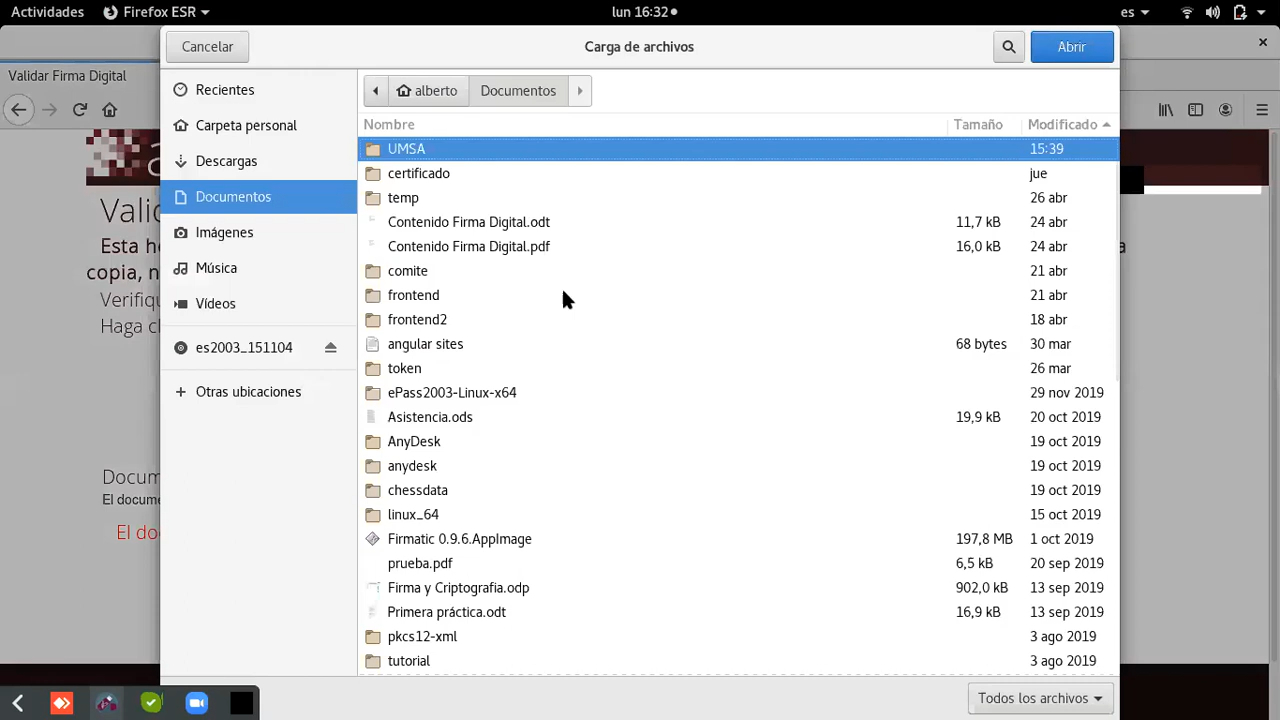 Actividades Firefox ESR lun 16:32 es
Cancelar Carga de archivos Abrir
Validar Firma Digital
alberto Documentos
Recientes
Carpeta personal
Descargas
Documentos
Imágenes
Música
Vídeos
es2003_151104
+ Otras ubicaciones
Nombre Tamaño Modificado
UMSA 15:39
certificado jue
temp 26 abr
Contenido Firma Digital.odt 11,7 kB 24 abr
Contenido Firma Digital.pdf 16,0 kB 24 abr
comite 21 abr
frontend 21 abr
frontend2 18 abr
angular sites 68 bytes 30 mar
token 26 mar
ePass2003-Linux-x64 29 nov 2019
Asistencia.ods 19,9 kB 20 oct 2019
AnyDesk 19 oct 2019
anydesk 19 oct 2019
chessdata 19 oct 2019
linux_64 15 oct 2019
Firmatic 0.9.6.AppImage 197,8 MB 1 oct 2019
prueba.pdf 6,5 kB 20 sep 2019
Firma y Criptografia.odp 902,0 kB 13 sep 2019
Primera práctica.odt 16,9 kB 13 sep 2019
pkcs12-xml 3 ago 2019
tutorial 3 ago 2019
Todos los archivos
Esta
copia,
Haga
El
El